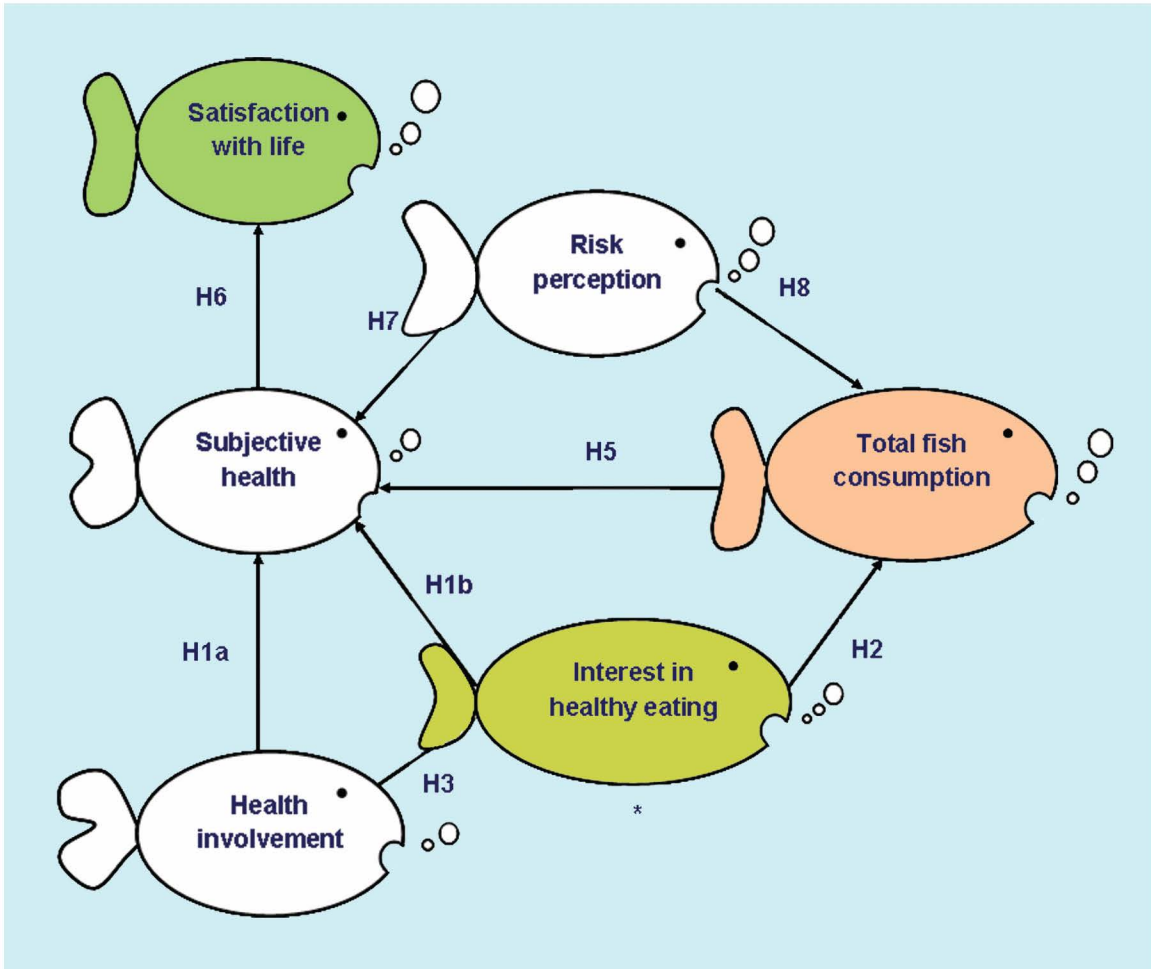 Satisfaction
with life
Risk
perception
H8
H6
H7
Subjective
health
H5
Total fish
consumption
H1b
H1a
H2
Interest in
healthy eating
H3
Health
involvement
*